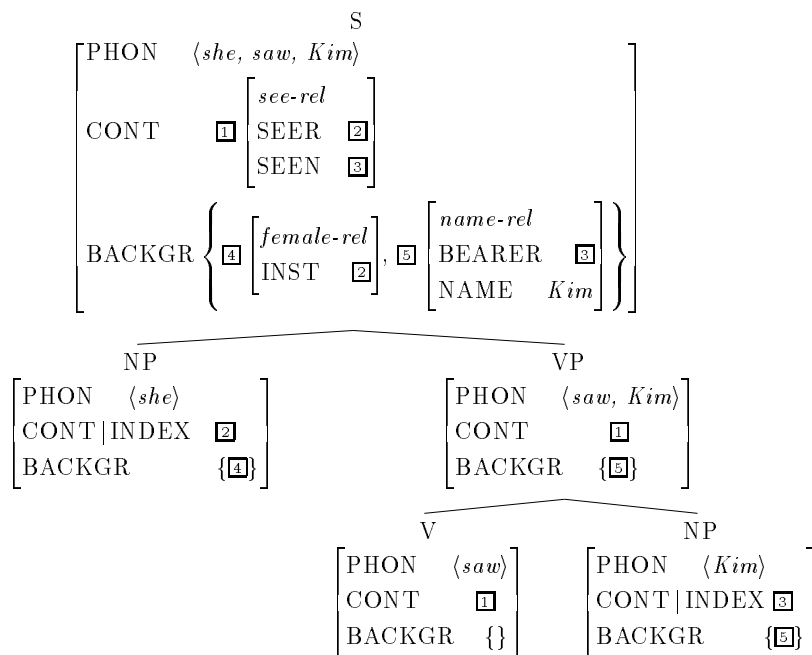 S
PHON ⟨she, saw, Kim⟩
see-rel
CONT 1 SEER 2
SEEN 3
female-rel name-rel
BACKGR { 4 INST 2 , 5 BEARER 3 }
NAME Kim
NP VP
PHON ⟨she⟩ PHON ⟨saw, Kim⟩
CONT|INDEX 2 CONT 1
BACKGR {4} BACKGR {5}
V NP
PHON ⟨saw⟩ PHON ⟨Kim⟩
CONT 1 CONT|INDEX 3
BACKGR {} BACKGR {5}